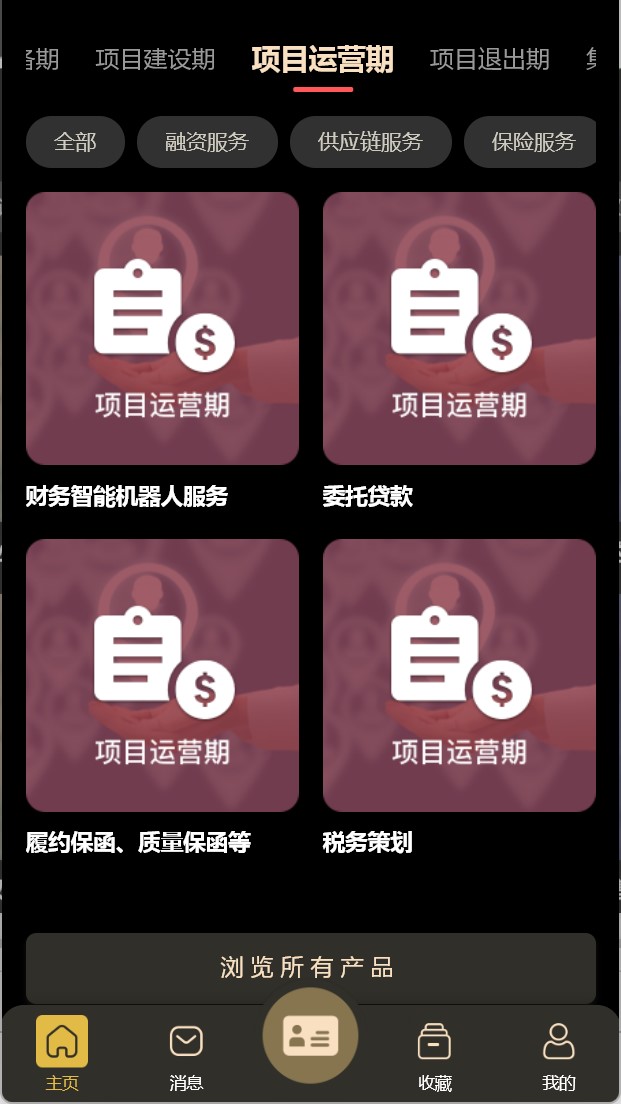 备期 项目建设期 项目运营期 项目退出期
全部 融资服务 供应链服务 保险服务
项目运营期 项目运营期
财务智能机器人服务 委托贷款
项目运营期 项目运营期
履约保函、质量保函等 税务策划
浏览所有产品
主页 消息 收藏 我的